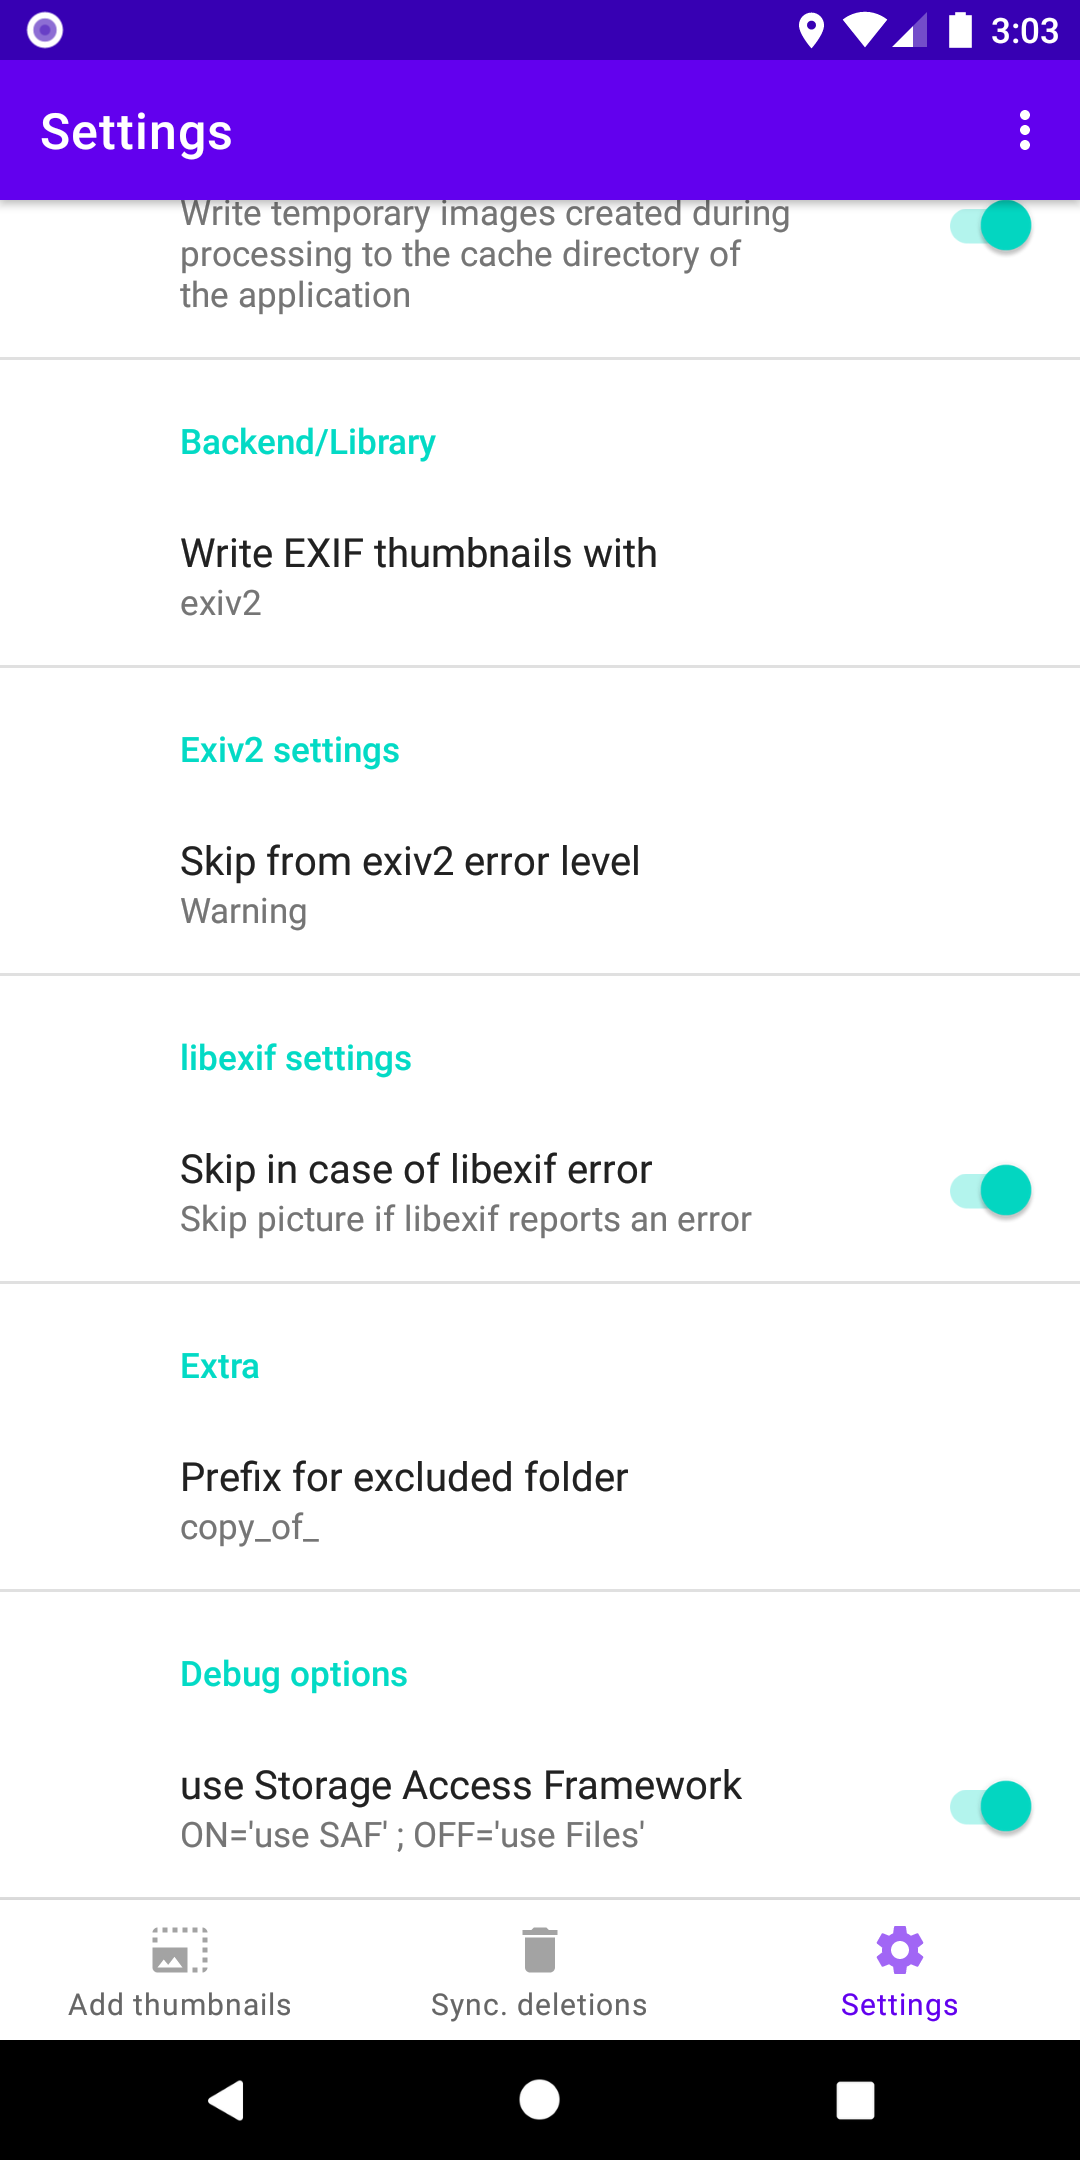 3:03
Settings
Write temporary images created during
processing to the cache directory of
the application
Backend/Library
Write EXIF thumbnails with
exiv2
Exiv2 settings
Skip from exiv2 error level
Warning
libexif settings
Skip in case of libexif error
Skip picture if libexif reports an error
Extra
Prefix for excluded folder
copy_of_
Debug options
use Storage Access Framework
ON='use SAF' ; OFF='use Files'
Add thumbnails
Sync. deletions
Settings